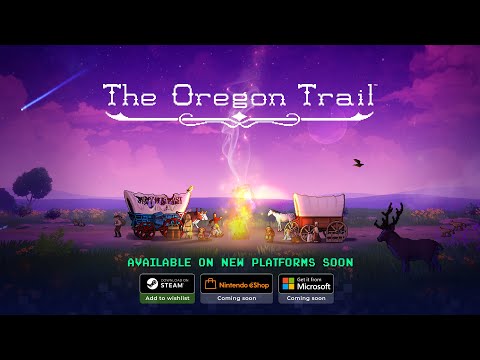 The Oregon Trail
AVAILABLE ON NEW PLATFORMS SOON
DOWNLOAD ON
STEAM®
Add to wishlist
Nintendo eShop
Coming soon
Get it from
Microsoft
Coming soon